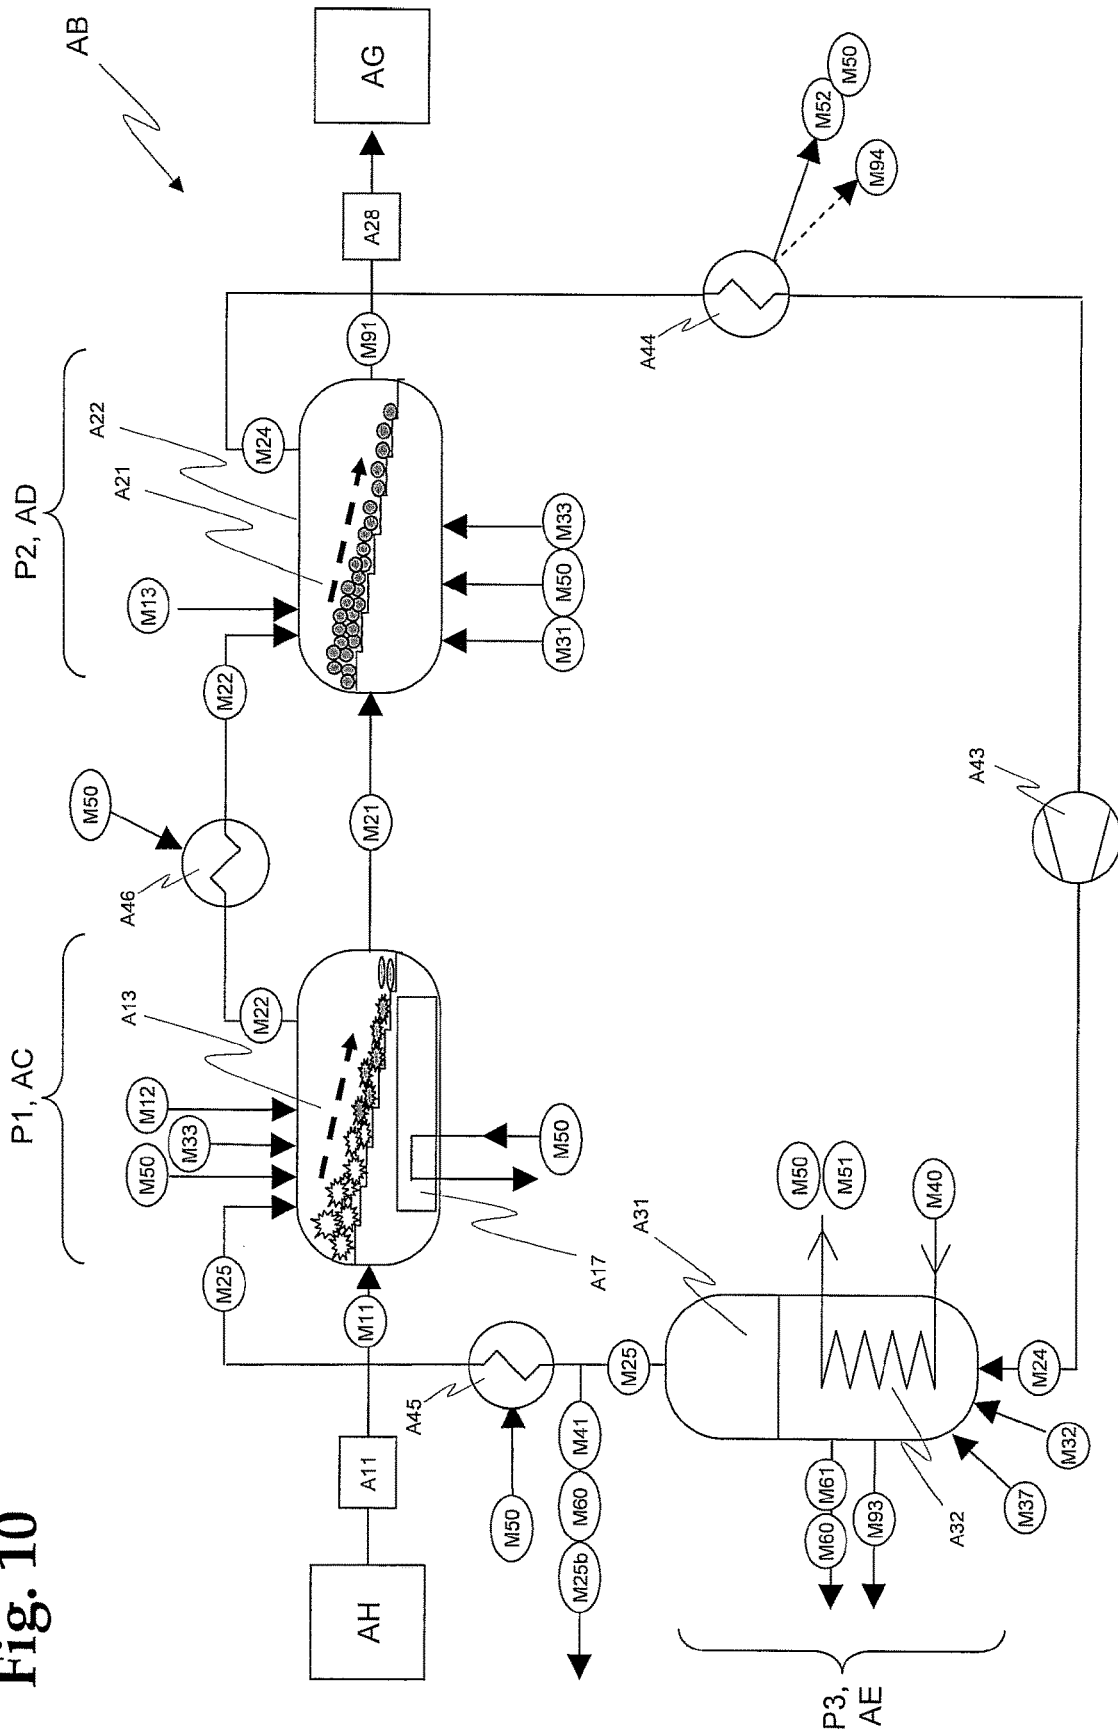 Fig. 10
AB
P1, AC
P2, AD
P3,
AE
AH
A11
M11
M25
M50
M33
M12
A13
M22
A46
M50
M22
M13
A21
A22
M24
M91
A28
AG
M21
A17
M50
M31
M50
M33
A44
M52
M50
M94
A43
M25
A45
M50
M41
M60
M25b
A31
M50
M51
M40
M24
M32
M37
A32
M61
M60
M93